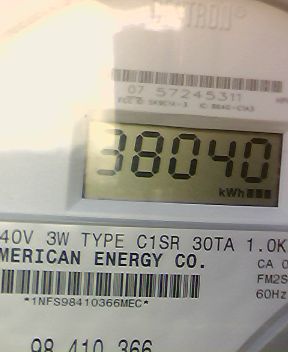 TRON®
07 57245311
38040
kWh
40V 3W TYPE C1SR 30TA 1.0K
MERICAN ENERGY CO.
CA 0
FM2S
60Hz
*1NFS98410366MEC*
98 410 366